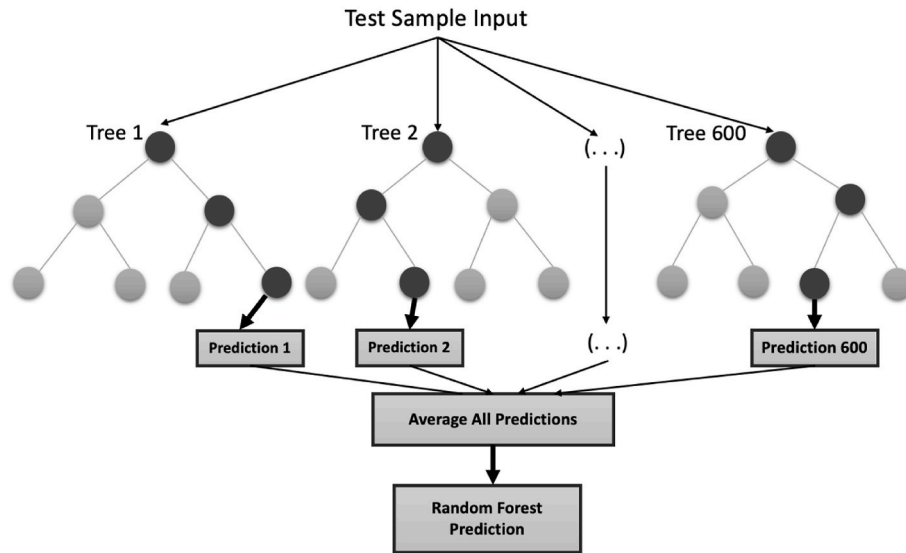 Test Sample Input
Tree 1
Tree 2
(. . .)
Tree 600
Prediction 1
Prediction 2
(. . .)
Prediction 600
Average All Predictions
Random Forest
Prediction